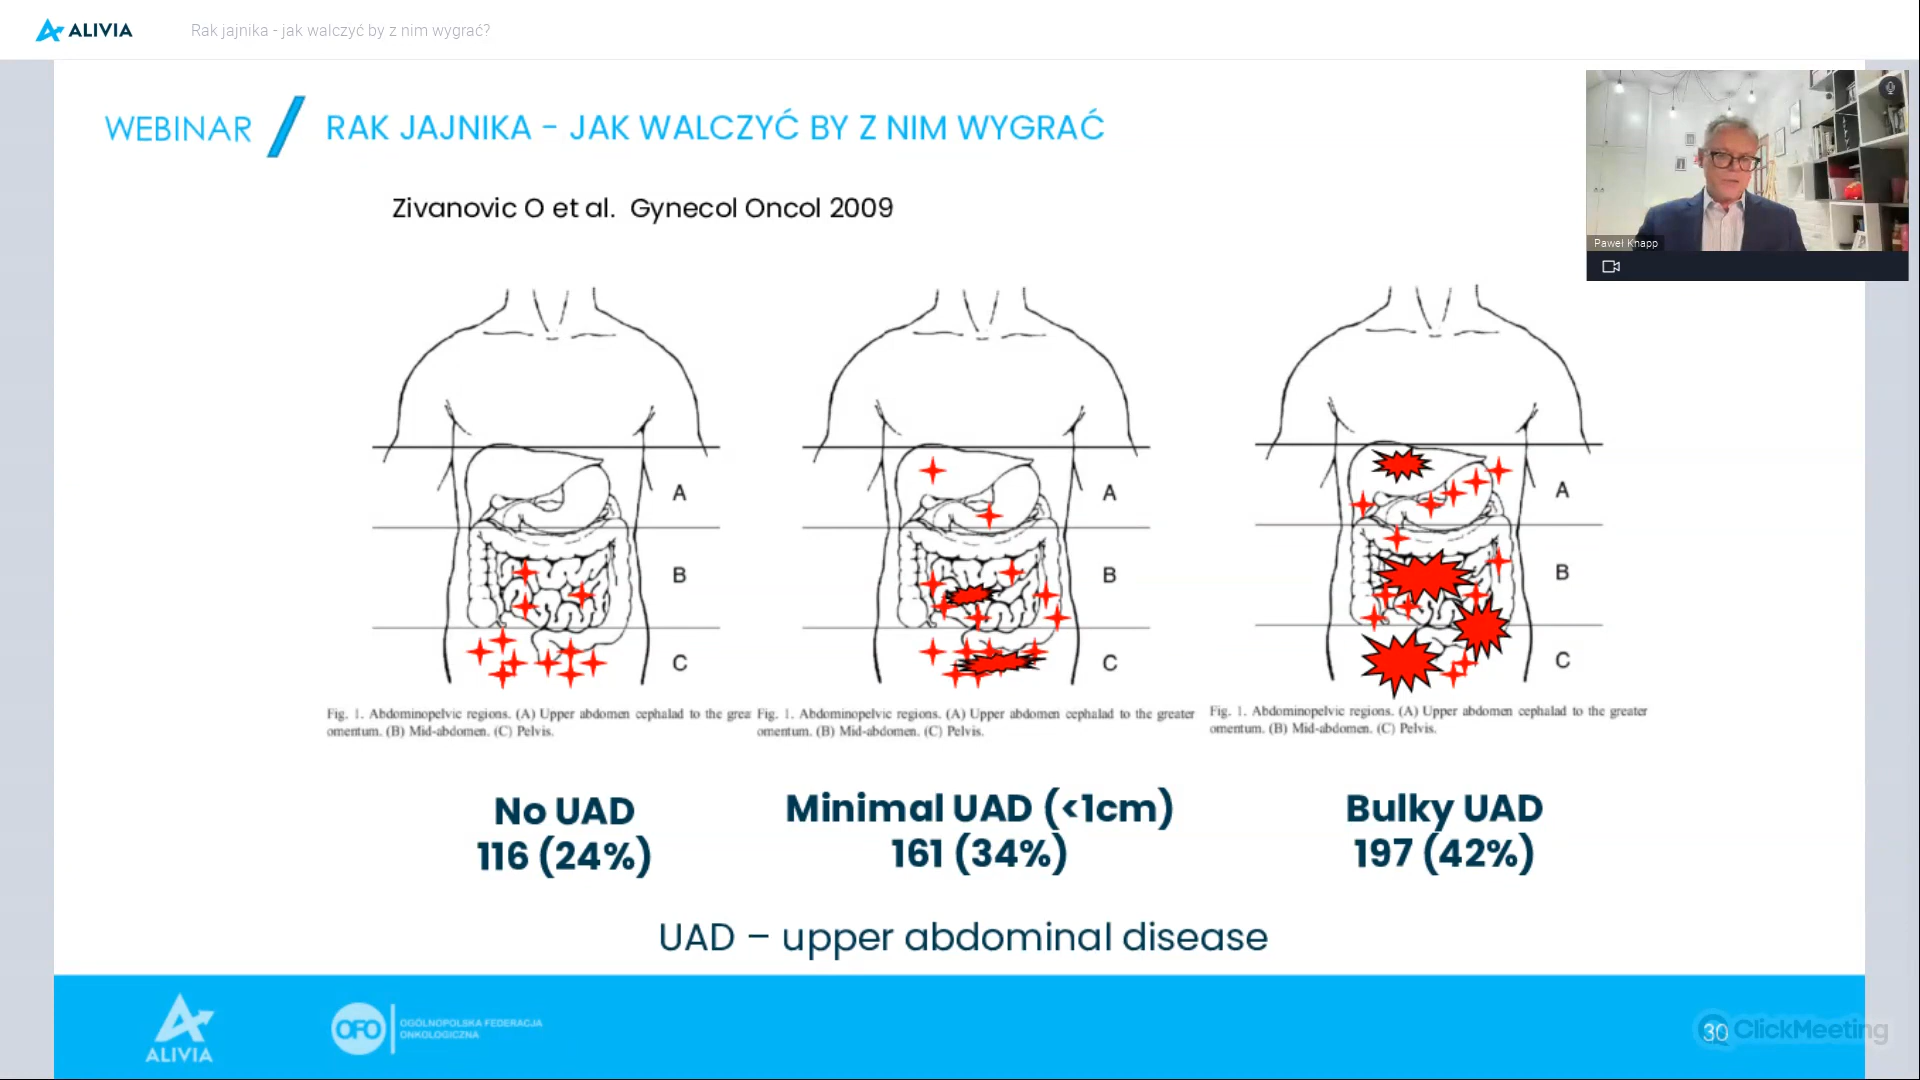 ALIVIA
Rak jajnika - jak walczyć by z nim wygrać?
WEBINAR / RAK JAJNIKA - JAK WALCZYĆ BY Z NIM WYGRAĆ
Paweł Knapp
Zivanovic O et al. Gynecol Oncol 2009
A
B
C
Fig. 1. Abdominopelvic regions. (A) Upper abdomen cephalad to the grea
omentum. (B) Mid-abdomen. (C) Pelvis.
A
B
C
Fig. 1. Abdominopelvic regions. (A) Upper abdomen cephalad to the greater
omentum. (B) Mid-abdomen. (C) Pelvis.
A
B
C
Fig. 1. Abdominopelvic regions. (A) Upper abdomen cephalad to the greater
omentum. (B) Mid-abdomen. (C) Pelvis.
No UAD
116 (24%)
Minimal UAD (<1cm)
161 (34%)
Bulky UAD
197 (42%)
UAD – upper abdominal disease
ALIVIA
OFO
OGÓLNOPOLSKA FEDERACJA
ONKOLOGICZNA
30
ClickMeeting